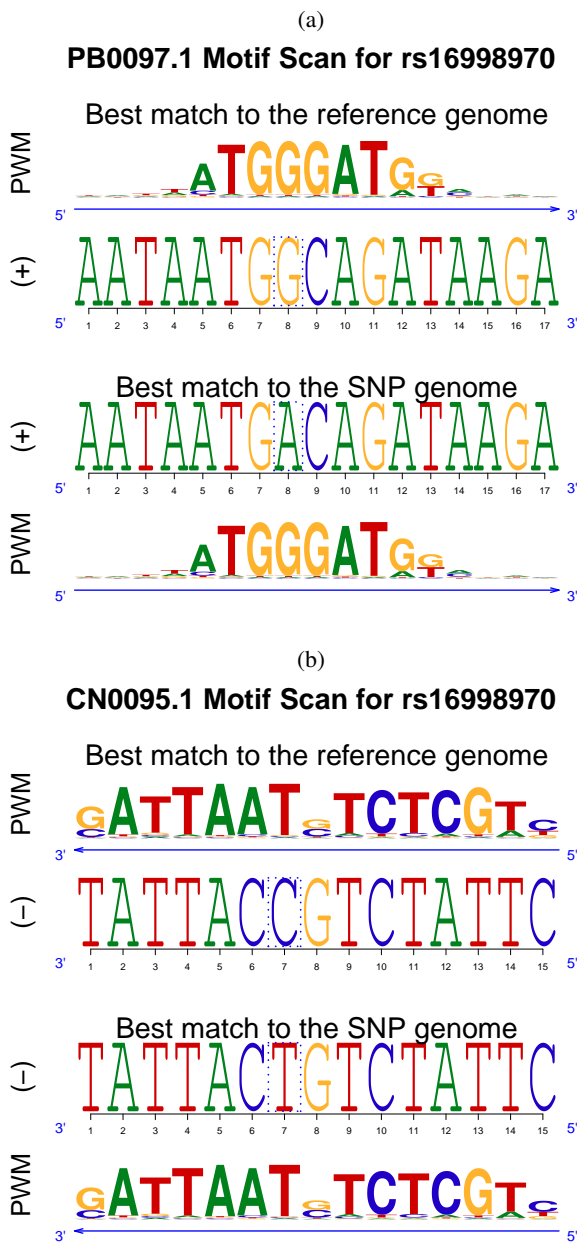 (a)
PB0097.1 Motif Scan for rs16998970
Best match to the reference genome
PWM
ATGGGATGG
5' 3'
(+)
AATAATGGCAGATAAGA
5' 3'
1 2 3 4 5 6 7 8 9 10 11 12 13 14 15 16 17
Best match to the SNP genome
(+)
AATAATGACAGATAAGA
5' 3'
1 2 3 4 5 6 7 8 9 10 11 12 13 14 15 16 17
PWM
ATGGGATGG
5' 3'
(b)
CN0095.1 Motif Scan for rs16998970
Best match to the reference genome
PWM
GATTAATGTCTCGTC
3' 5'
(−)
TATTACCGTCTATTC
3' 5'
1 2 3 4 5 6 7 8 9 10 11 12 13 14 15
Best match to the SNP genome
(−)
TATTACTGTCTATTC
3' 5'
1 2 3 4 5 6 7 8 9 10 11 12 13 14 15
PWM
GATTAATGTCTCGTC
3' 5'